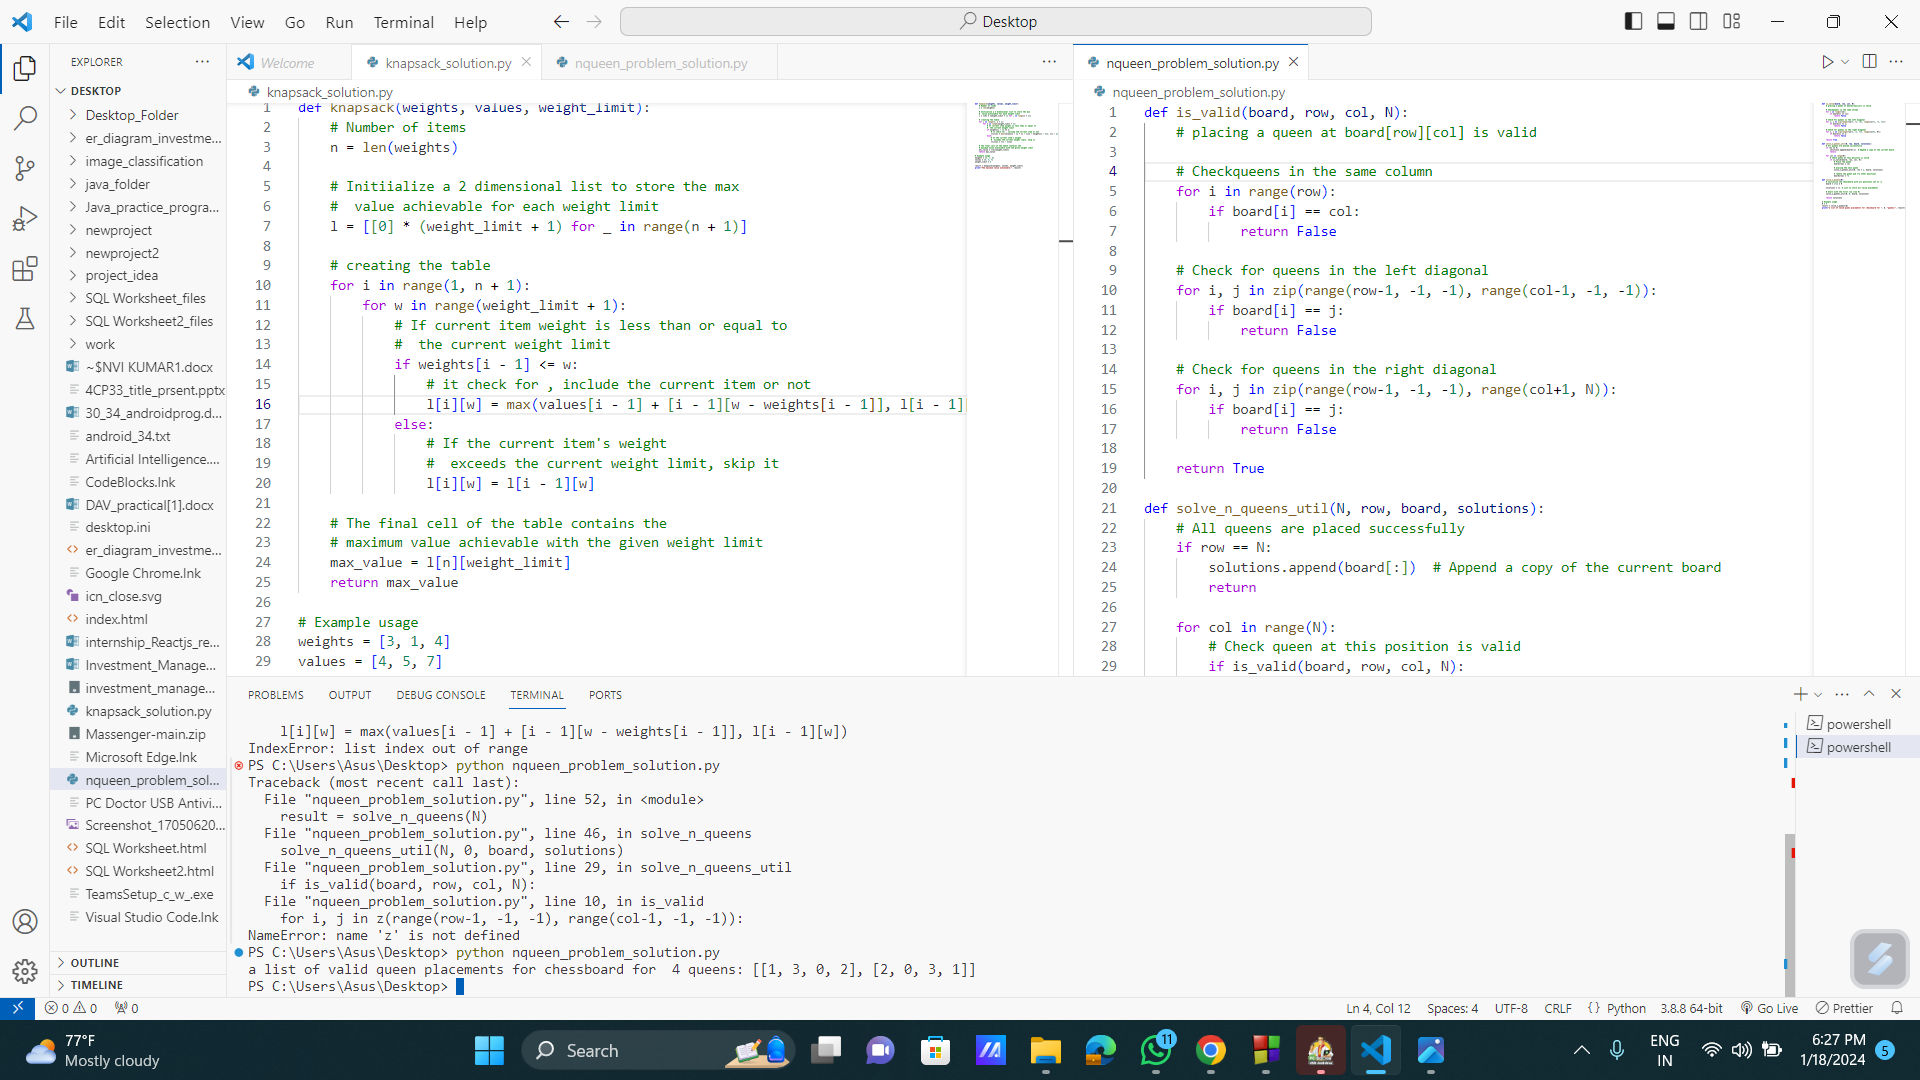 File Edit Selection View Go Run Terminal Help
Desktop
EXPLORER
DESKTOP
Desktop_Folder
er_diagram_investme...
image_classification
java_folder
Java_practice_progra...
newproject
newproject2
project_idea
SQL Worksheet_files
SQL Worksheet2_files
work
~$NVI KUMAR1.docx
4CP33_title_prsent.pptx
30_34_androidprog.d...
android_34.txt
Artificial Intelligence....
CodeBlocks.lnk
DAV_practical[1].docx
desktop.ini
er_diagram_investme...
Google Chrome.lnk
icn_close.svg
index.html
internship_Reactjs_re...
Investment_Manage...
investment_manage...
knapsack_solution.py
Massenger-main.zip
Microsoft Edge.lnk
nqueen_problem_sol...
PC Doctor USB Antivi...
Screenshot_17050620...
SQL Worksheet.html
SQL Worksheet2.html
TeamsSetup_c_w_.exe
Visual Studio Code.lnk
OUTLINE
TIMELINE
Welcome knapsack_solution.py nqueen_problem_solution.py
knapsack_solution.py
1 def knapsack(weights, values, weight_limit):
2 # Number of items
3 n = len(weights)
4
5 # Initiialize a 2 dimensional list to store the max
6 #  value achievable for each weight limit
7 l = [[0] * (weight_limit + 1) for _ in range(n + 1)]
8
9 # creating the table
10 for i in range(1, n + 1):
11 for w in range(weight_limit + 1):
12 # If current item weight is less than or equal to
13 #  the current weight limit
14 if weights[i - 1] <= w:
15 # it check for , include the current item or not
16 l[i][w] = max(values[i - 1] + [i - 1][w - weights[i - 1]], l[i - 1][
17 else:
18 # If the current item's weight
19 #  exceeds the current weight limit, skip it
20 l[i][w] = l[i - 1][w]
21
22 # The final cell of the table contains the
23 # maximum value achievable with the given weight limit
24 max_value = l[n][weight_limit]
25 return max_value
26
27 # Example usage
28 weights = [3, 1, 4]
29 values = [4, 5, 7]
nqueen_problem_solution.py
nqueen_problem_solution.py
1 def is_valid(board, row, col, N):
2 # placing a queen at board[row][col] is valid
3
4 # Checkqueens in the same column
5 for i in range(row):
6 if board[i] == col:
7 return False
8
9 # Check for queens in the left diagonal
10 for i, j in zip(range(row-1, -1, -1), range(col-1, -1, -1)):
11 if board[i] == j:
12 return False
13
14 # Check for queens in the right diagonal
15 for i, j in zip(range(row-1, -1, -1), range(col+1, N)):
16 if board[i] == j:
17 return False
18
19 return True
20
21 def solve_n_queens_util(N, row, board, solutions):
22 # All queens are placed successfully
23 if row == N:
24 solutions.append(board[:])  # Append a copy of the current board
25 return
26
27 for col in range(N):
28 # Check queen at this position is valid
29 if is_valid(board, row, col, N):
PROBLEMS OUTPUT DEBUG CONSOLE TERMINAL PORTS
l[i][w] = max(values[i - 1] + [i - 1][w - weights[i - 1]], l[i - 1][w])
IndexError: list index out of range
PS C:\Users\Asus\Desktop> python nqueen_problem_solution.py
Traceback (most recent call last):
File "nqueen_problem_solution.py", line 52, in <module>
result = solve_n_queens(N)
File "nqueen_problem_solution.py", line 46, in solve_n_queens
solve_n_queens_util(N, 0, board, solutions)
File "nqueen_problem_solution.py", line 29, in solve_n_queens_util
if is_valid(board, row, col, N):
File "nqueen_problem_solution.py", line 10, in is_valid
for i, j in z(range(row-1, -1, -1), range(col-1, -1, -1)):
NameError: name 'z' is not defined
PS C:\Users\Asus\Desktop> python nqueen_problem_solution.py
a list of valid queen placements for chessboard for  4 queens: [[1, 3, 0, 2], [2, 0, 3, 1]]
PS C:\Users\Asus\Desktop>
powershell
powershell
0 0 0 Ln 4, Col 12 Spaces: 4 UTF-8 CRLF {} Python 3.8.8 64-bit Go Live Prettier
77°F
Mostly cloudy
Search
11
ENG
IN
6:27 PM
1/18/2024
5